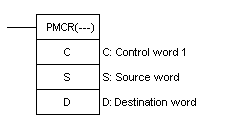 PMCR(---)
C C: Control word 1
S S: Source word
D D: Destination word